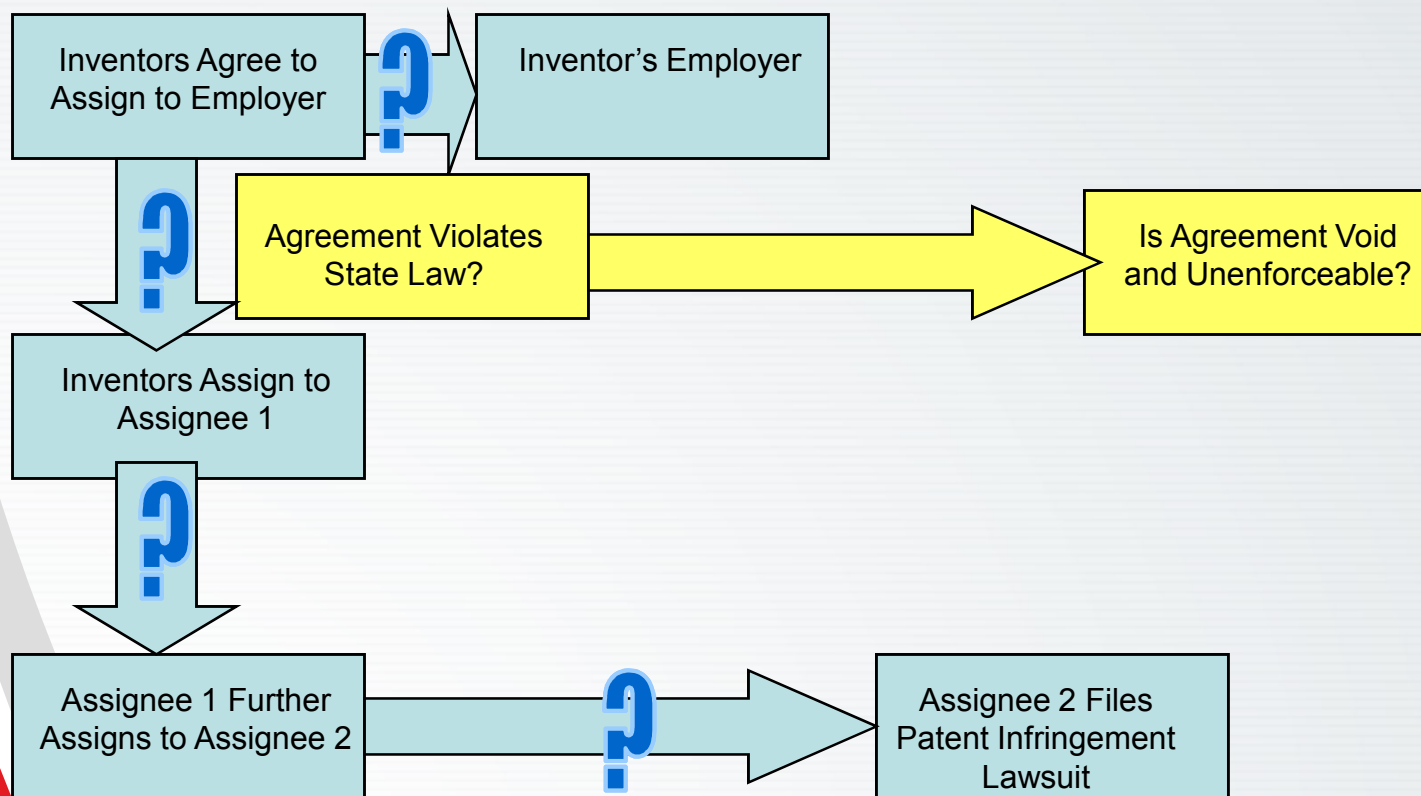 Inventors Agree to
Assign to Employer
?
Inventor’s Employer
?
Agreement Violates
State Law?
Is Agreement Void
and Unenforceable?
Inventors Assign to
Assignee 1
?
Assignee 1 Further
Assigns to Assignee 2
?
Assignee 2 Files
Patent Infringement
Lawsuit